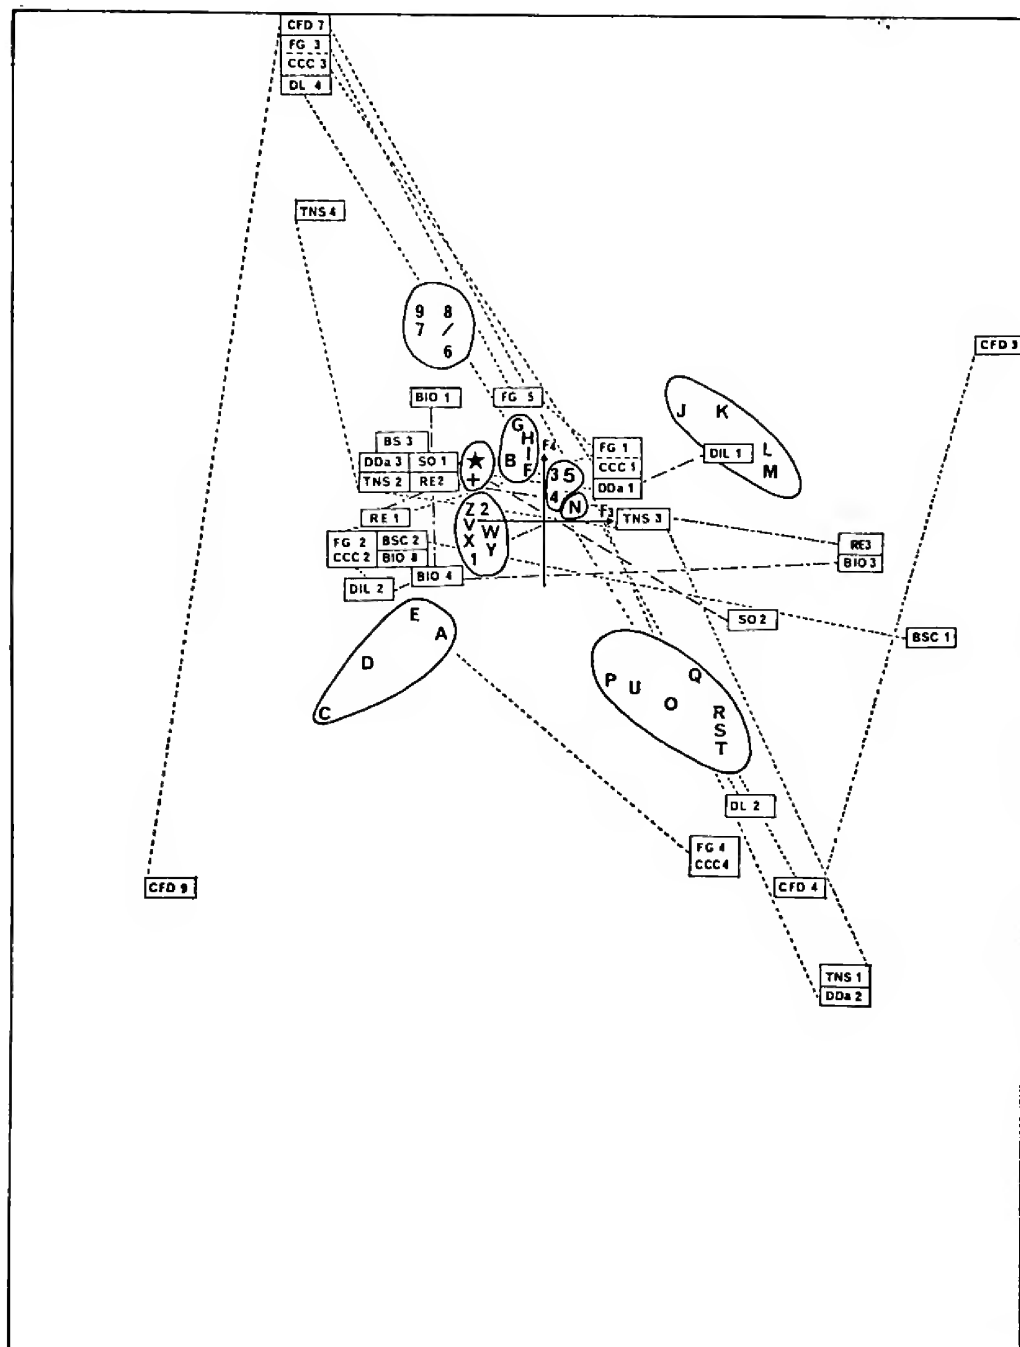 CFD 7
FG 3
CCC 3
DL 4
TNS 4
9 8
7 /
6
CFD 3
BIO 1
FG 5
J K
L
M
DIL 1
G
H
I
B F
F4
BS 3
DDa 3 SO 1
TNS 2 RE2
★
+
3 5
4
N
FG 1
CCC 1
DDa 1
F3
TNS 3
RE 1
Z 2
V W
X Y
1
FG 2 BSC 2
CCC 2 BIO
RE3
BIO 3
DIL 2
BIO 4
SO 2
BSC 1
E
A
D
C
Q
P U
O
R
S
T
DL 2
FG 4
CCC4
CFD 9
CFD 4
TNS 1
DDa 2